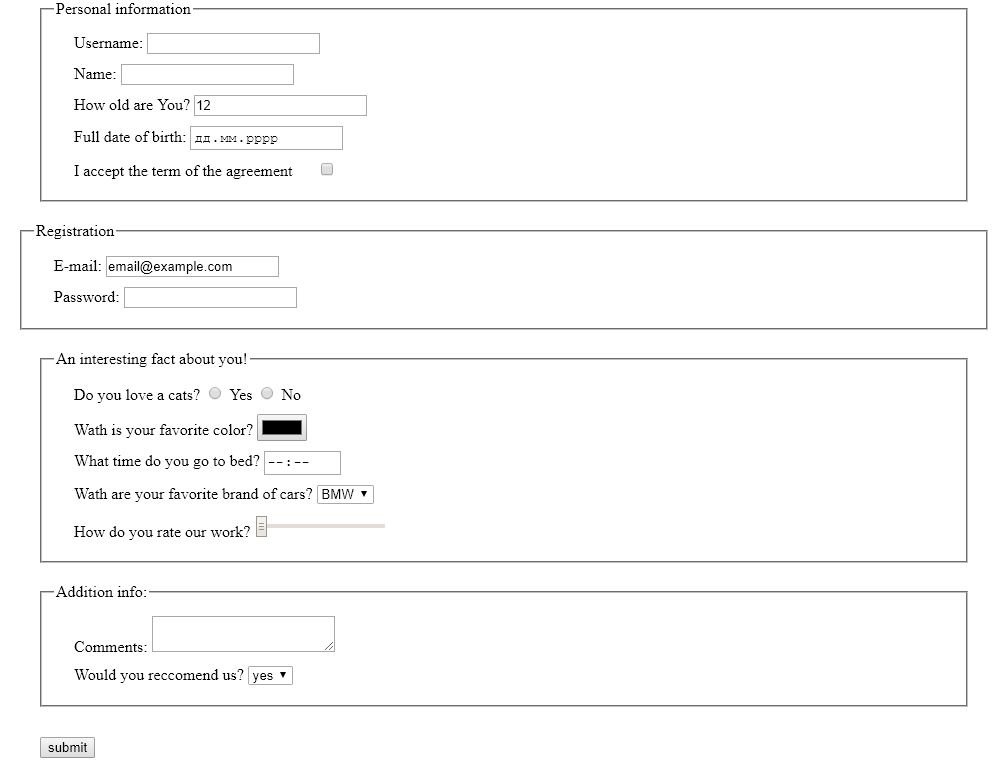 Personal information
Username:
Name:
How old are You? 12
Full date of birth: дд.мм.рррр
I accept the term of the agreement
Registration
E-mail: email@example.com
Password:
An interesting fact about you!
Do you love a cats? Yes No
Wath is your favorite color?
What time do you go to bed? --:--
Wath are your favorite brand of cars? BMW
How do you rate our work?
Addition info:
Comments:
Would you reccomend us? yes
submit